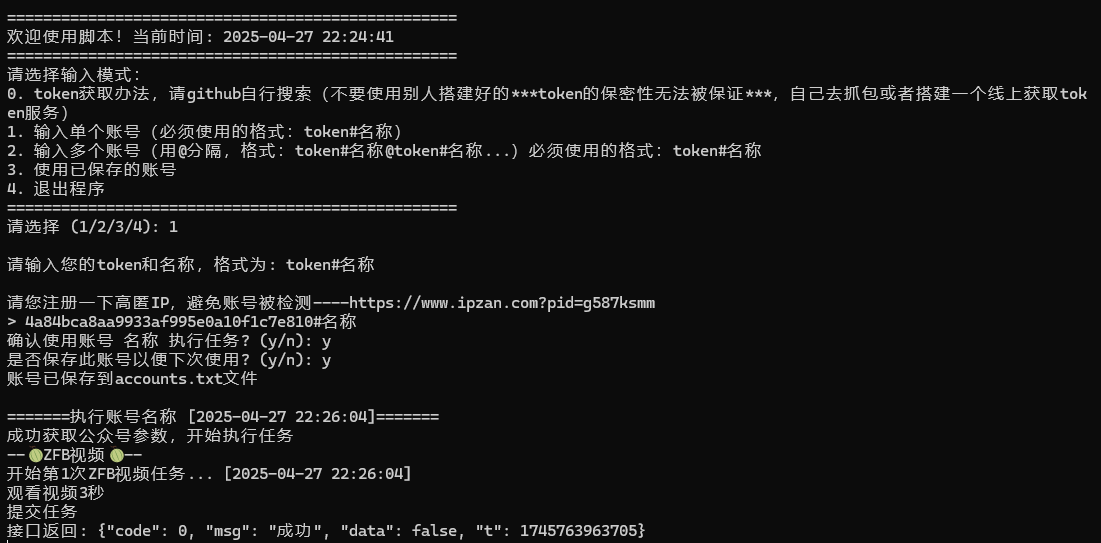 ==================================================
欢迎使用脚本! 当前时间: 2025-04-27 22:24:41
==================================================
请选择输入模式:
0. token获取办法, 请github自行搜索 (不要使用别人搭建好的***token的保密性无法被保证***, 自己去抓包或者搭建一个线上获取tok
en服务)
1. 输入单个账号 (必须使用的格式: token#名称)
2. 输入多个账号 (用@分隔, 格式: token#名称@token#名称...) 必须使用的格式: token#名称
3. 使用已保存的账号
4. 退出程序
==================================================
请选择 (1/2/3/4): 1
请输入您的token和名称, 格式为: token#名称
请您注册一下高匿IP, 避免账号被检测----https://www.ipzan.com?pid=g587ksmm
> 4a84bca8aa9933af995e0a10f1c7e810#名称
确认使用账号 名称 执行任务? (y/n): y
是否保存此账号以便下次使用? (y/n): y
账号已保存到accounts.txt文件
=======执行账号名称 [2025-04-27 22:26:04]=======
成功获取公众号参数, 开始执行任务
--🥎ZFB视频🥎--
开始第1次ZFB视频任务... [2025-04-27 22:26:04]
观看视频3秒
提交任务
接口返回: {"code": 0, "msg": "成功", "data": false, "t": 1745763963705}